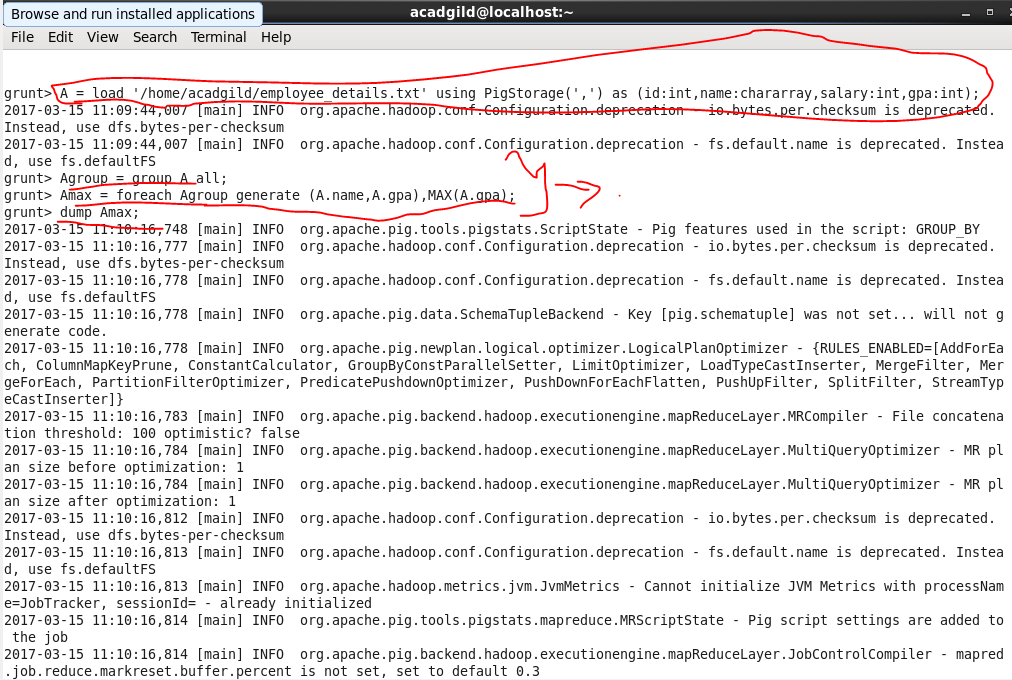 Browse and run installed applications
acadgild@localhost:~
File Edit View Search Terminal Help
grunt> A = load '/home/acadgild/employee_details.txt' using PigStorage(',') as (id:int,name:chararray,salary:int,gpa:int);
2017-03-15 11:09:44,007 [main] INFO  org.apache.hadoop.conf.Configuration.deprecation - io.bytes.per.checksum is deprecated.
Instead, use dfs.bytes-per-checksum
2017-03-15 11:09:44,007 [main] INFO  org.apache.hadoop.conf.Configuration.deprecation - fs.default.name is deprecated. Instea
d, use fs.defaultFS
grunt> Agroup = group A all;
grunt> Amax = foreach Agroup generate (A.name,A.gpa),MAX(A.gpa);
grunt> dump Amax;
2017-03-15 11:10:16,748 [main] INFO  org.apache.pig.tools.pigstats.ScriptState - Pig features used in the script: GROUP_BY
2017-03-15 11:10:16,777 [main] INFO  org.apache.hadoop.conf.Configuration.deprecation - io.bytes.per.checksum is deprecated.
Instead, use dfs.bytes-per-checksum
2017-03-15 11:10:16,778 [main] INFO  org.apache.hadoop.conf.Configuration.deprecation - fs.default.name is deprecated. Instea
d, use fs.defaultFS
2017-03-15 11:10:16,778 [main] INFO  org.apache.pig.data.SchemaTupleBackend - Key [pig.schematuple] was not set... will not g
enerate code.
2017-03-15 11:10:16,778 [main] INFO  org.apache.pig.newplan.logical.optimizer.LogicalPlanOptimizer - {RULES_ENABLED=[AddForEa
ch, ColumnMapKeyPrune, ConstantCalculator, GroupByConstParallelSetter, LimitOptimizer, LoadTypeCastInserter, MergeFilter, Mer
geForEach, PartitionFilterOptimizer, PredicatePushdownOptimizer, PushDownForEachFlatten, PushUpFilter, SplitFilter, StreamTyp
eCastInserter]}
2017-03-15 11:10:16,783 [main] INFO  org.apache.pig.backend.hadoop.executionengine.mapReduceLayer.MRCompiler - File concatena
tion threshold: 100 optimistic? false
2017-03-15 11:10:16,784 [main] INFO  org.apache.pig.backend.hadoop.executionengine.mapReduceLayer.MultiQueryOptimizer - MR pl
an size before optimization: 1
2017-03-15 11:10:16,784 [main] INFO  org.apache.pig.backend.hadoop.executionengine.mapReduceLayer.MultiQueryOptimizer - MR pl
an size after optimization: 1
2017-03-15 11:10:16,812 [main] INFO  org.apache.hadoop.conf.Configuration.deprecation - io.bytes.per.checksum is deprecated.
Instead, use dfs.bytes-per-checksum
2017-03-15 11:10:16,813 [main] INFO  org.apache.hadoop.conf.Configuration.deprecation - fs.default.name is deprecated. Instea
d, use fs.defaultFS
2017-03-15 11:10:16,813 [main] INFO  org.apache.hadoop.metrics.jvm.JvmMetrics - Cannot initialize JVM Metrics with processNam
e=JobTracker, sessionId= - already initialized
2017-03-15 11:10:16,814 [main] INFO  org.apache.pig.tools.pigstats.mapreduce.MRScriptState - Pig script settings are added to
the job
2017-03-15 11:10:16,814 [main] INFO  org.apache.pig.backend.hadoop.executionengine.mapReduceLayer.JobControlCompiler - mapred
.job.reduce.markreset.buffer.percent is not set, set to default 0.3